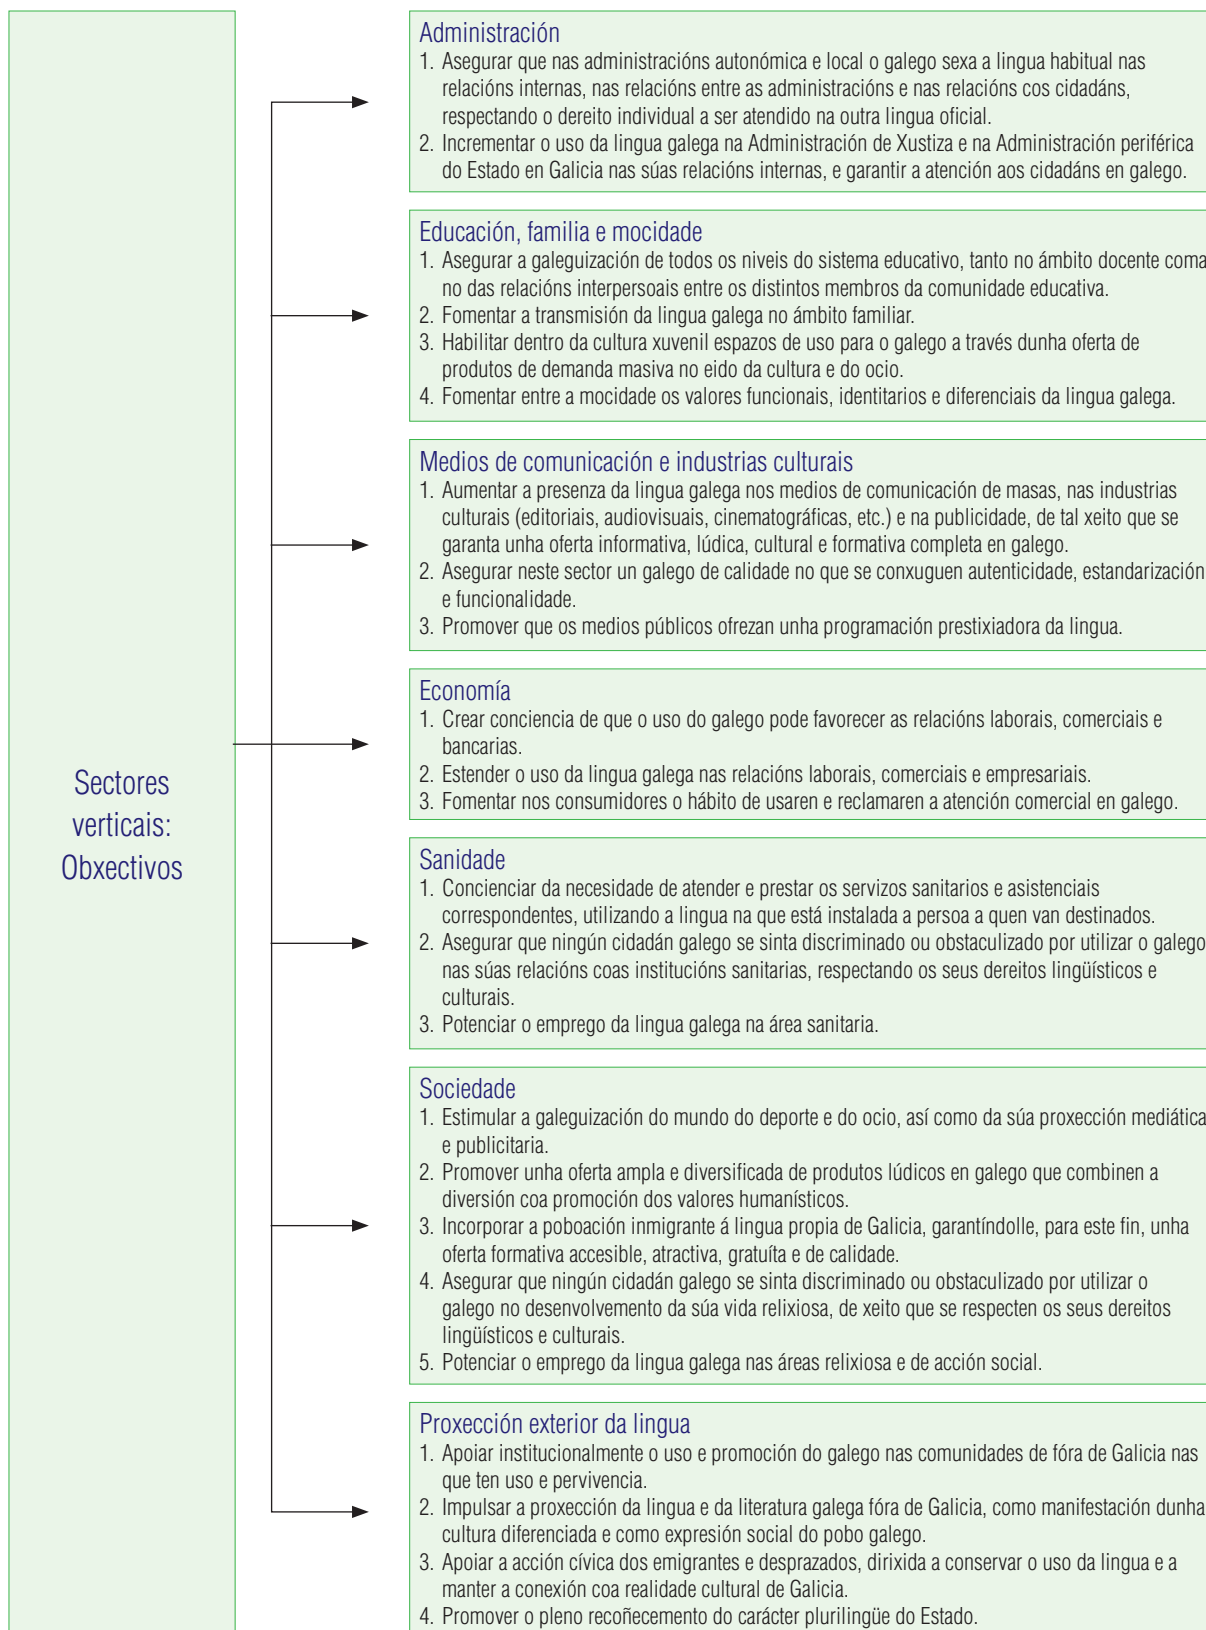 Sectores
verticais:
Obxectivos
Administración
1. Asegurar que nas administracións autonómica e local o galego sexa a lingua habitual nas
relacións internas, nas relacións entre as administracións e nas relacións cos cidadáns,
respectando o dereito individual a ser atendido na outra lingua oficial.
2. Incrementar o uso da lingua galega na Administración de Xustiza e na Administración periférica
do Estado en Galicia nas súas relacións internas, e garantir a atención aos cidadáns en galego.
Educación, familia e mocidade
1. Asegurar a galeguización de todos os niveis do sistema educativo, tanto no ámbito docente coma
no das relacións interpersoais entre os distintos membros da comunidade educativa.
2. Fomentar a transmisión da lingua galega no ámbito familiar.
3. Habilitar dentro da cultura xuvenil espazos de uso para o galego a través dunha oferta de
produtos de demanda masiva no eido da cultura e do ocio.
4. Fomentar entre a mocidade os valores funcionais, identitarios e diferenciais da lingua galega.
Medios de comunicación e industrias culturais
1. Aumentar a presenza da lingua galega nos medios de comunicación de masas, nas industrias
culturais (editoriais, audiovisuais, cinematográficas, etc.) e na publicidade, de tal xeito que se
garanta unha oferta informativa, lúdica, cultural e formativa completa en galego.
2. Asegurar neste sector un galego de calidade no que se conxuguen autenticidade, estandarización
e funcionalidade.
3. Promover que os medios públicos ofrezan unha programación prestixiadora da lingua.
Economía
1. Crear conciencia de que o uso do galego pode favorecer as relacións laborais, comerciais e
bancarias.
2. Estender o uso da lingua galega nas relacións laborais, comerciais e empresariais.
3. Fomentar nos consumidores o hábito de usaren e reclamaren a atención comercial en galego.
Sanidade
1. Concienciar da necesidade de atender e prestar os servizos sanitarios e asistenciais
correspondentes, utilizando a lingua na que está instalada a persoa a quen van destinados.
2. Asegurar que ningún cidadán galego se sinta discriminado ou obstaculizado por utilizar o galego
nas súas relacións coas institucións sanitarias, respectando os seus dereitos lingüísticos e
culturais.
3. Potenciar o emprego da lingua galega na área sanitaria.
Sociedade
1. Estimular a galeguización do mundo do deporte e do ocio, así como da súa proxección mediática
e publicitaria.
2. Promover unha oferta ampla e diversificada de produtos lúdicos en galego que combinen a
diversión coa promoción dos valores humanísticos.
3. Incorporar a poboación inmigrante á lingua propia de Galicia, garantíndolle, para este fin, unha
oferta formativa accesible, atractiva, gratuíta e de calidade.
4. Asegurar que ningún cidadán galego se sinta discriminado ou obstaculizado por utilizar o
galego no desenvolvemento da súa vida relixiosa, de xeito que se respecten os seus dereitos
lingüísticos e culturais.
5. Potenciar o emprego da lingua galega nas áreas relixiosa e de acción social.
Proxección exterior da lingua
1. Apoiar institucionalmente o uso e promoción do galego nas comunidades de fóra de Galicia nas
que ten uso e pervivencia.
2. Impulsar a proxección da lingua e da literatura galega fóra de Galicia, como manifestación dunha
cultura diferenciada e como expresión social do pobo galego.
3. Apoiar a acción cívica dos emigrantes e desprazados, dirixida a conservar o uso da lingua e a
manter a conexión coa realidade cultural de Galicia.
4. Promover o pleno recoñecemento do carácter plurilingüe do Estado.